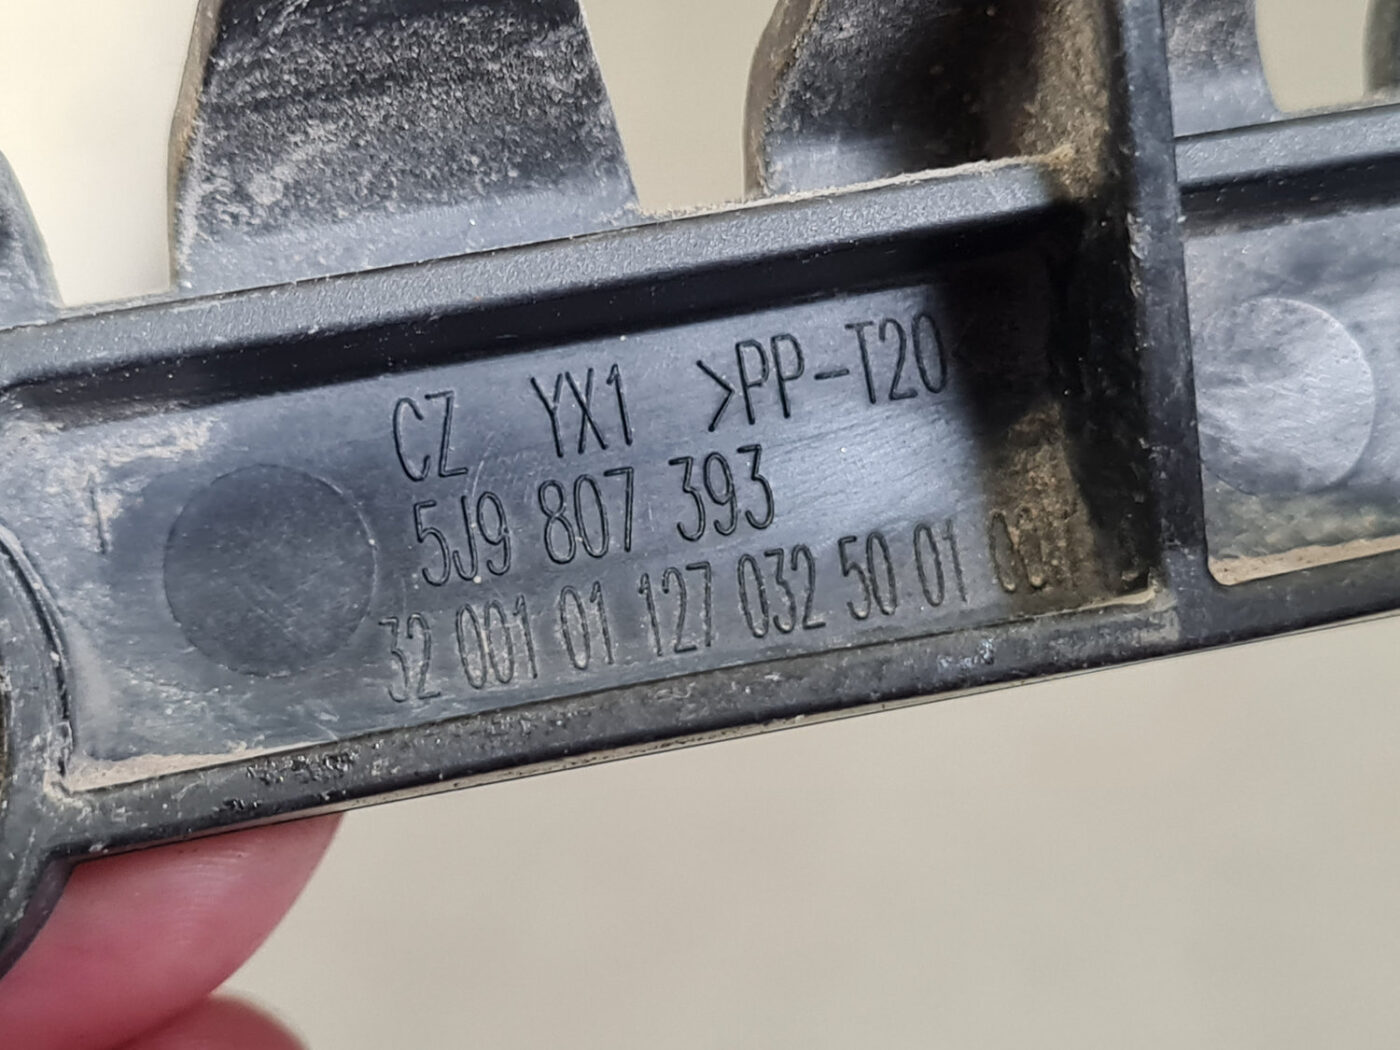 CZ YX1 >PP-T20
5J9 807 393
32 001 01 127 032 50 01